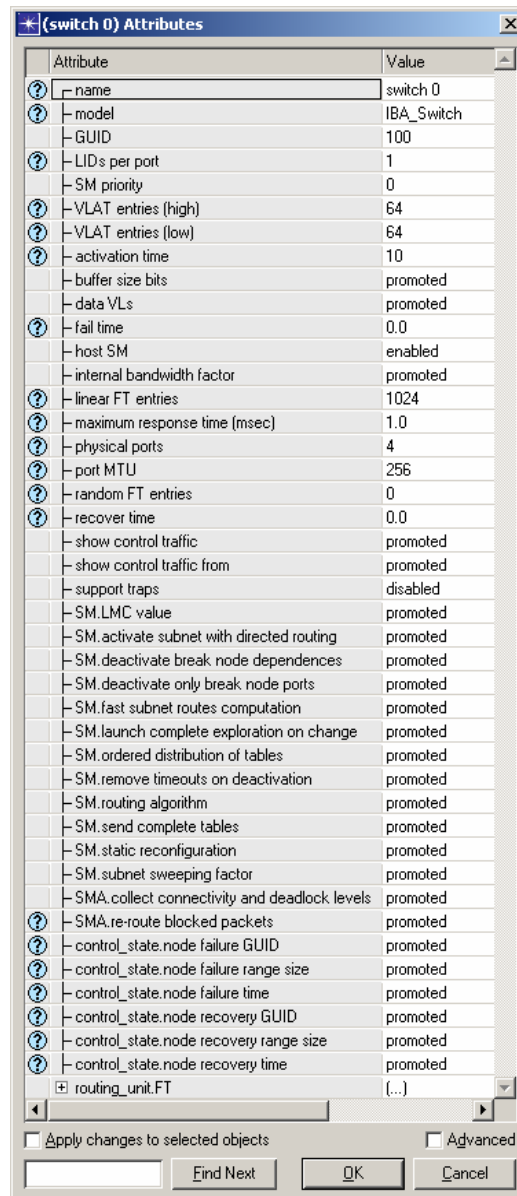 (switch 0) Attributes
Attribute Value
name switch 0
model IBA_Switch
GUID 100
LIDs per port 1
SM priority 0
VLAT entries (high) 64
VLAT entries (low) 64
activation time 10
buffer size bits promoted
data VLs promoted
fail time 0.0
host SM enabled
internal bandwidth factor promoted
linear FT entries 1024
maximum response time (msec) 1.0
physical ports 4
port MTU 256
random FT entries 0
recover time 0.0
show control traffic promoted
show control traffic from promoted
support traps disabled
SM.LMC value promoted
SM.activate subnet with directed routing promoted
SM.deactivate break node dependences promoted
SM.deactivate only break node ports promoted
SM.fast subnet routes computation promoted
SM.launch complete exploration on change promoted
SM.ordered distribution of tables promoted
SM.remove timeouts on deactivation promoted
SM.routing algorithm promoted
SM.send complete tables promoted
SM.static reconfiguration promoted
SM.subnet sweeping factor promoted
SMA.collect connectivity and deadlock levels promoted
SMA.re-route blocked packets promoted
control_state.node failure GUID promoted
control_state.node failure range size promoted
control_state.node failure time promoted
control_state.node recovery GUID promoted
control_state.node recovery range size promoted
control_state.node recovery time promoted
routing_unit.FT (...)
Apply changes to selected objects Advanced
Find Next OK Cancel